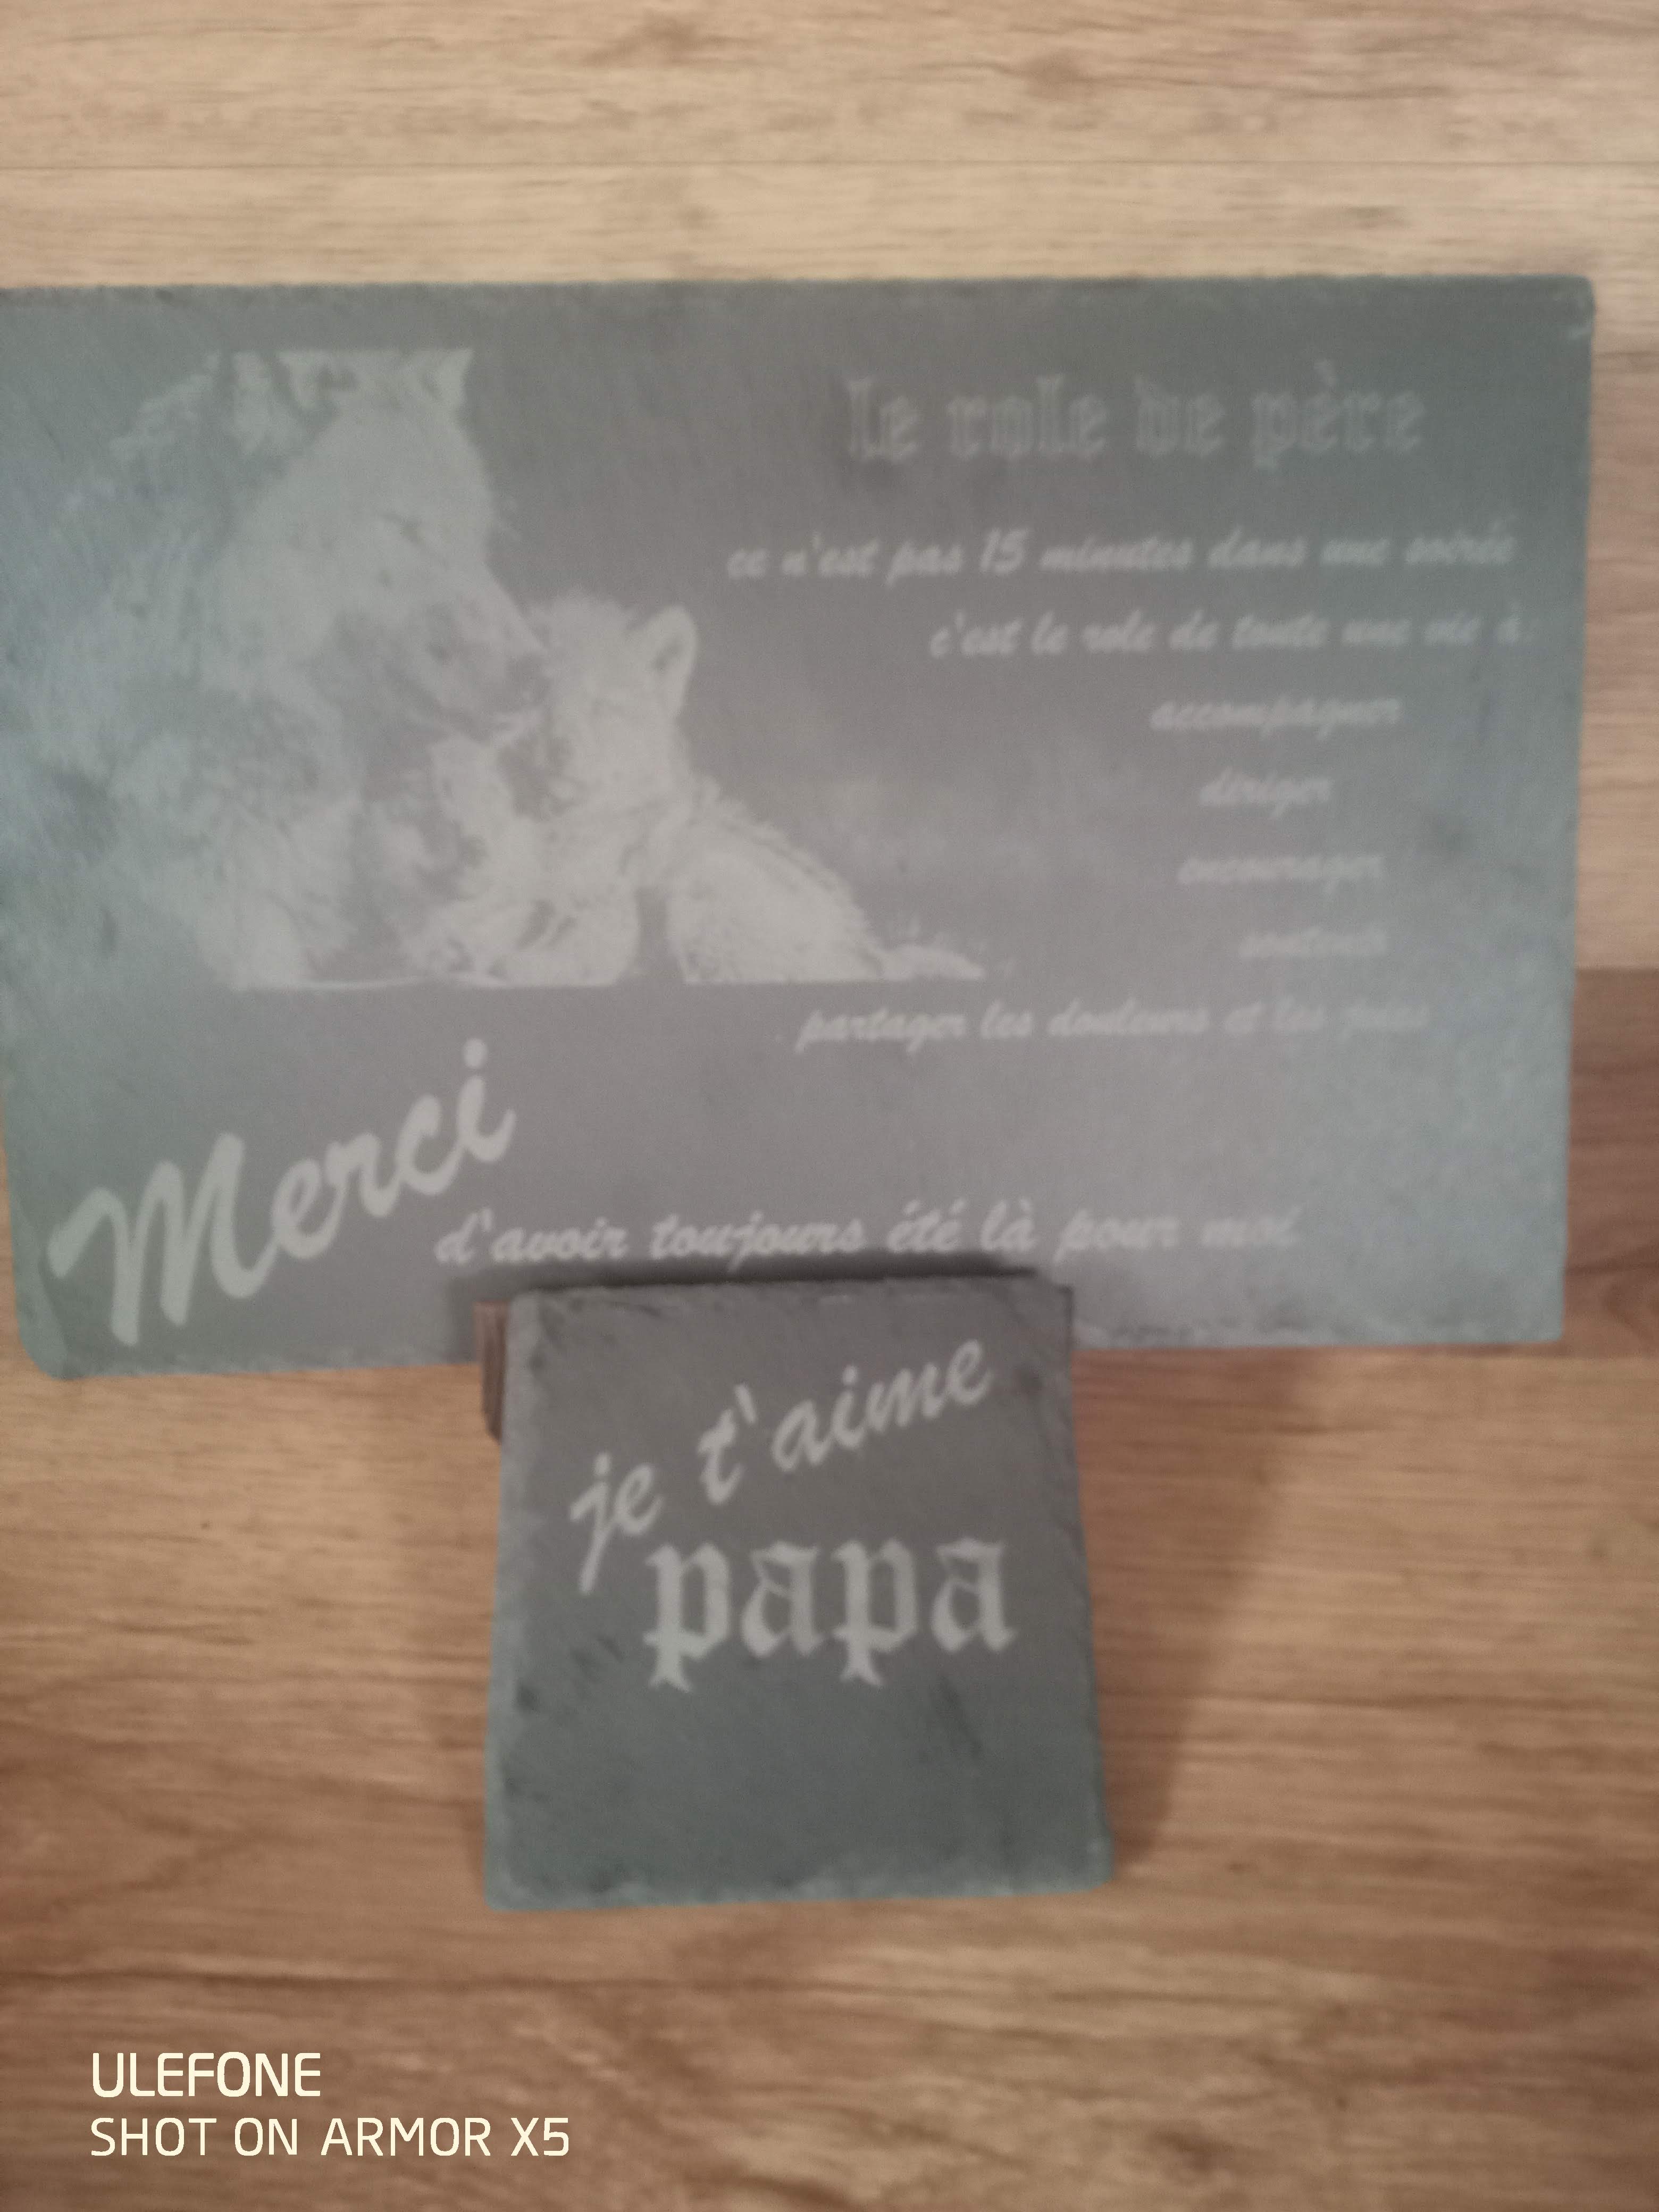 le role de père
ce n'est pas 15 minutes dans une soirée
c'est le role de toute une vie à:
accompagner
dériger
encourager
soutenir
partager les douleurs et les joies
Merci
d'avoir toujours été là pour moi
je t'aime
papa
ULEFONE
SHOT ON ARMOR X5